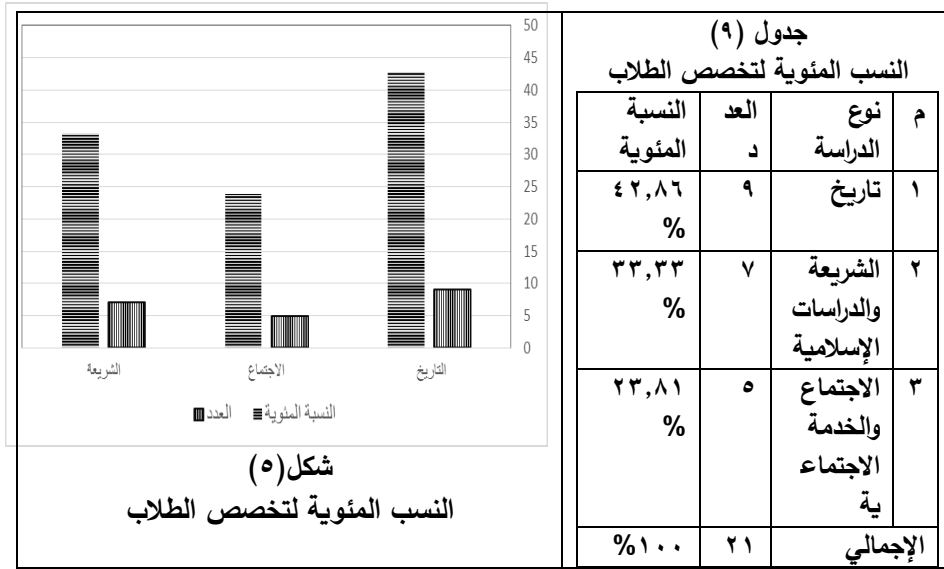 جدول (٩)
النسب المئوية لتخصص الطلاب
م نوع الدراسة العد د النسبة المئوية
١ تاريخ ٩ ٤٢,٨٦ %
٢ الشريعة والدراسات الإسلامية ٧ ٣٣,٣٣ %
٣ الاجتماع والخدمة الاجتماع ية ٥ ٢٣,٨١ %
الإجمالي ٢١ ١٠٠%
50
45
40
35
30
25
20
15
10
5
0
التاريخ الاجتماع الشريعة
النسبة المئوية العدد
شكل(٥)
النسب المئوية لتخصص الطلاب